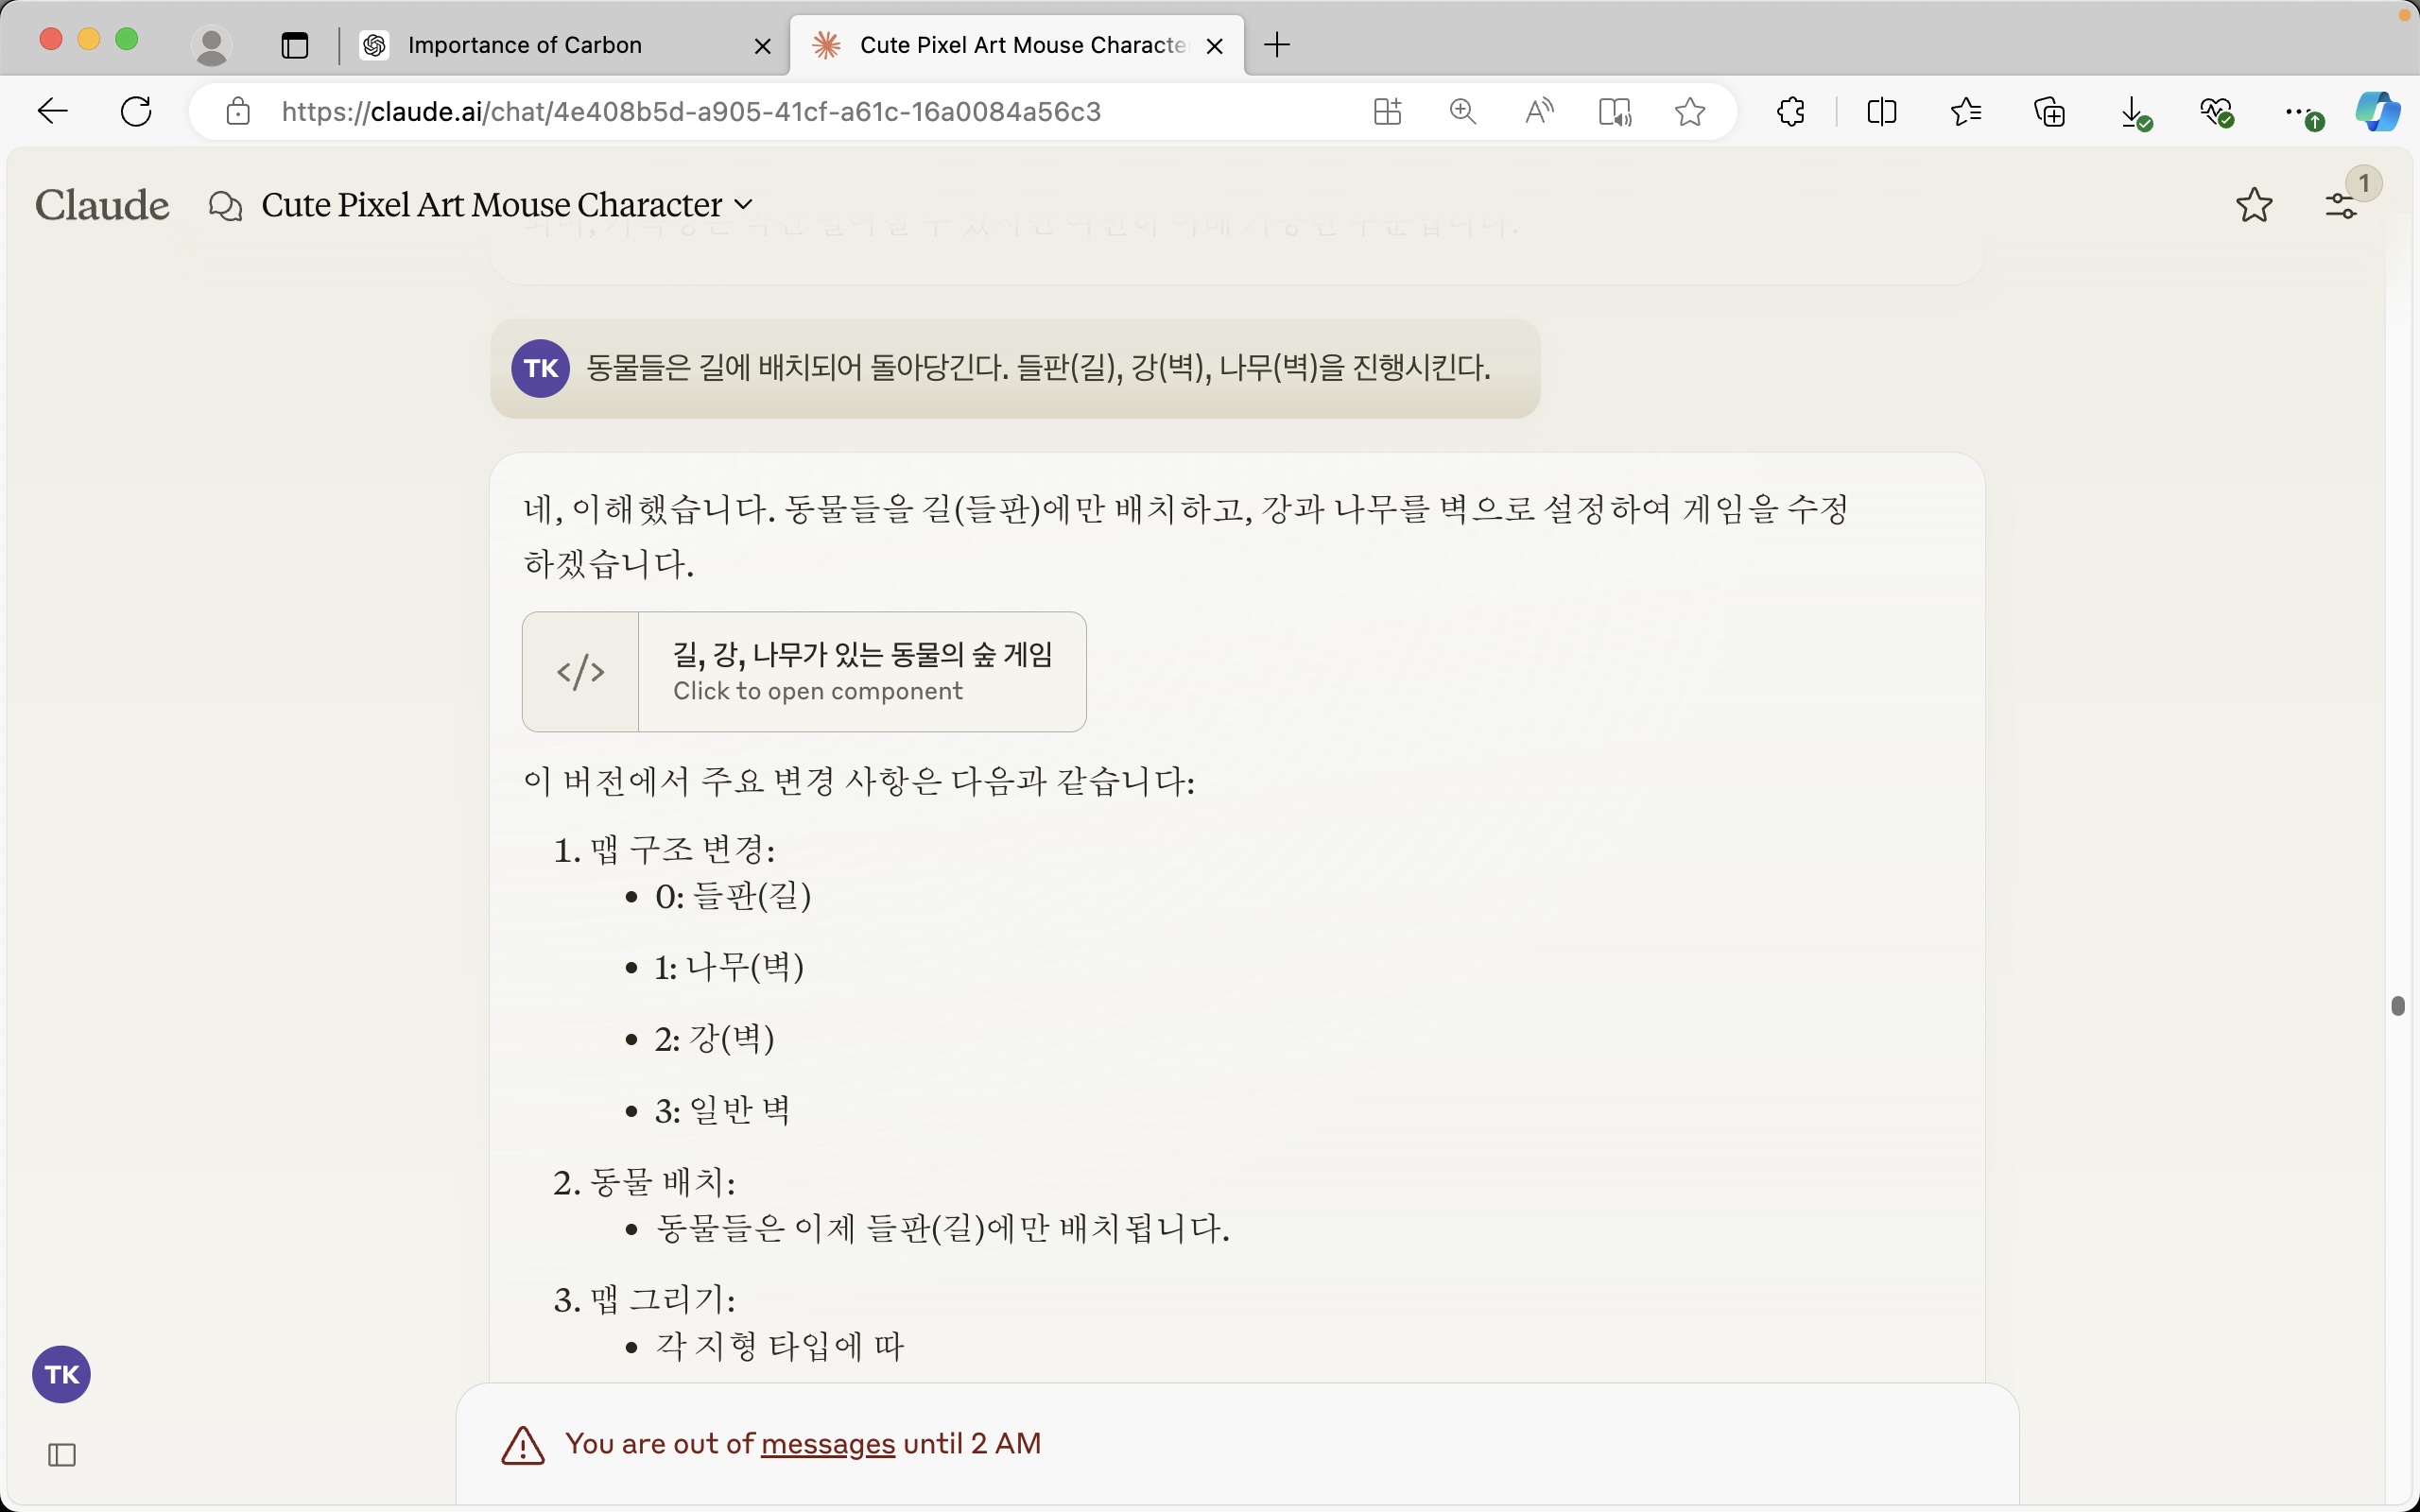 Importance of Carbon
Cute Pixel Art Mouse Characte
https://claude.ai/chat/4e408b5d-a905-41cf-a61c-16a0084a56c3
Claude
Cute Pixel Art Mouse Character
1
TK
동물들은 길에 배치되어 돌아당긴다. 들판(길), 강(벽), 나무(벽)을 진행시킨다.
네, 이해했습니다. 동물들을 길(들판)에만 배치하고, 강과 나무를 벽으로 설정하여 게임을 수정
하겠습니다.
</>
길, 강, 나무가 있는 동물의 숲 게임
Click to open component
이 버전에서 주요 변경 사항은 다음과 같습니다:
1. 맵 구조 변경:
• 0: 들판(길)
• 1: 나무(벽)
• 2: 강(벽)
• 3: 일반 벽
2. 동물 배치:
• 동물들은 이제 들판(길)에만 배치됩니다.
3. 맵 그리기:
• 각 지형 타입에 따
TK
You are out of messages until 2 AM